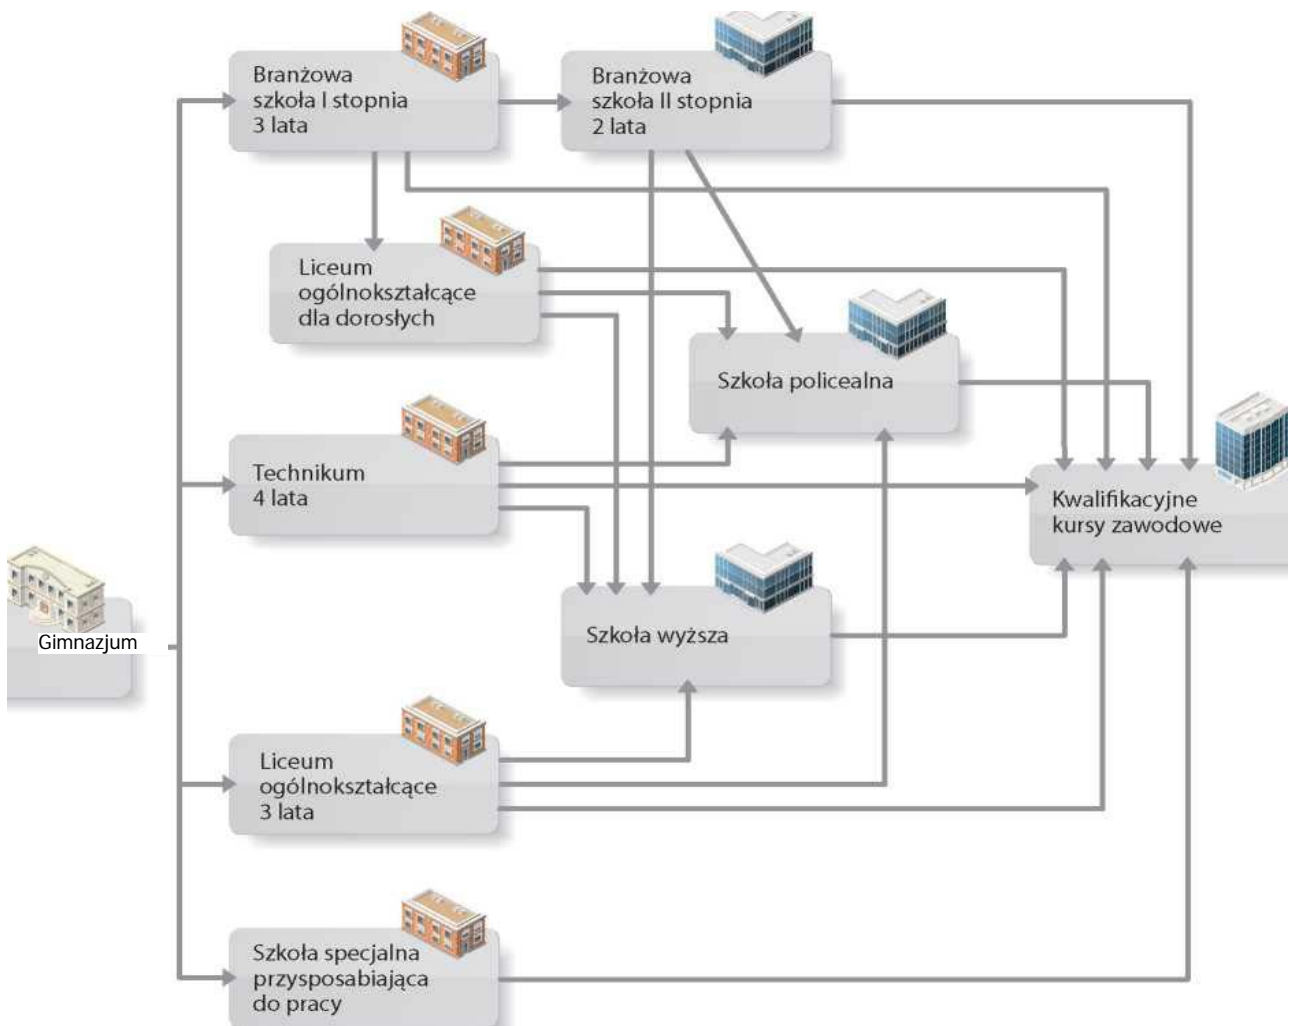 Branżowa
szkoła I stopnia
3 lata
Branżowa
szkoła II stopnia
2 lata
Liceum
ogólnokształcące
dla dorosłych
Szkoła policealna
Technikum
4 lata
Kwalifikacyjne
kursy zawodowe
Gimnazjum
Szkoła wyższa
Liceum
ogólnokształcące
3 lata
Szkoła specjalna
przysposabiająca
do pracy